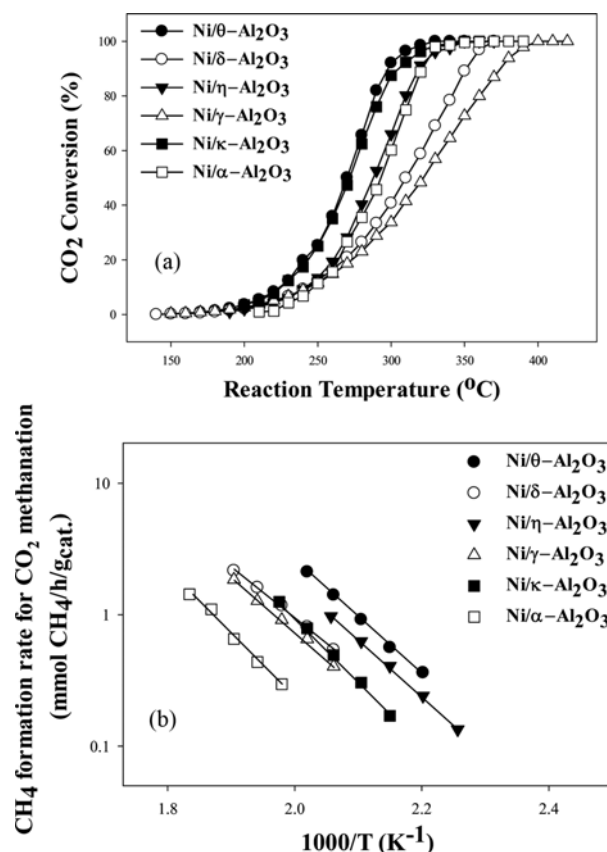 100
80
60
40
20
0
CO2 Conversion (%)
Ni/θ−Al2O3
Ni/δ−Al2O3
Ni/η−Al2O3
Ni/γ−Al2O3
Ni/κ−Al2O3
Ni/α−Al2O3
(a)
150 200 250 300 350 400
Reaction Temperature (OC)
CH4 formation rate for CO2 methanation
(mmol CH4/h/gcat.)
10
1
0.1
Ni/θ−Al2O3
Ni/δ−Al2O3
Ni/η−Al2O3
Ni/γ−Al2O3
Ni/κ−Al2O3
Ni/α−Al2O3
(b)
1.8 2.0 2.2 2.4
1000/T (K-1)